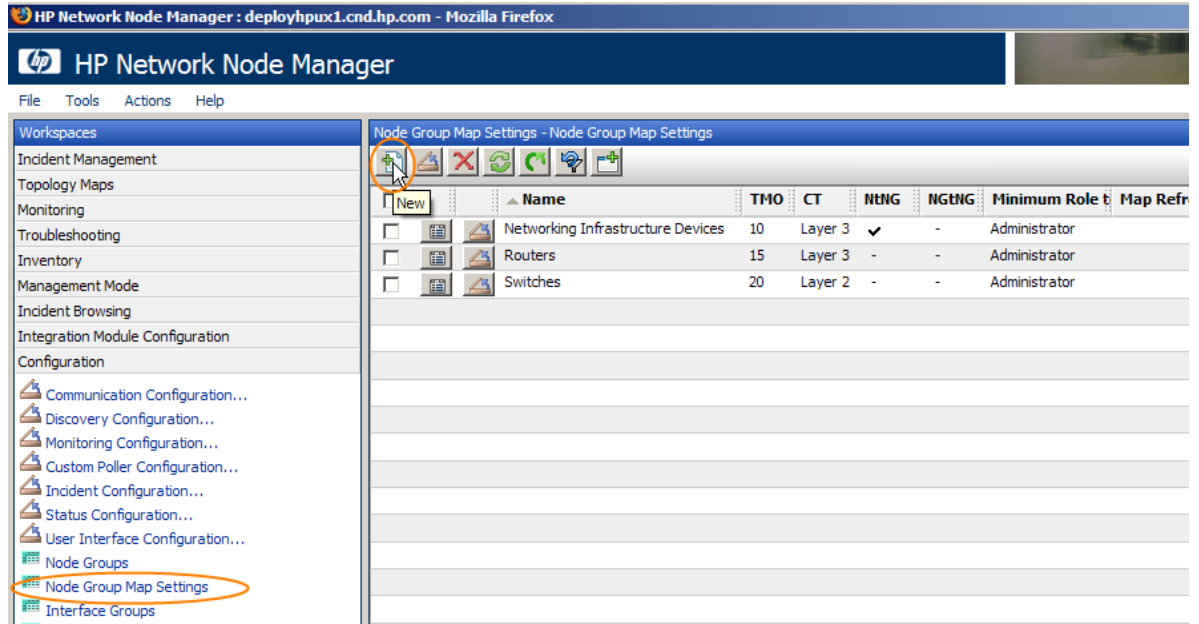 HP Network Node Manager : deployhpux1.cnd.hp.com - Mozilla Firefox
hp HP Network Node Manager
File Tools Actions Help
Workspaces
Incident Management
Topology Maps
Monitoring
Troubleshooting
Inventory
Management Mode
Incident Browsing
Integration Module Configuration
Configuration
Communication Configuration...
Discovery Configuration...
Monitoring Configuration...
Custom Poller Configuration...
Incident Configuration...
Status Configuration...
User Interface Configuration...
Node Groups
Node Group Map Settings
Interface Groups
Node Group Map Settings - Node Group Map Settings
New
Name TMO CT NtNG NGtNG Minimum Role t Map Refr
Networking Infrastructure Devices 10 Layer 3 ✓ - Administrator
Routers 15 Layer 3 - - Administrator
Switches 20 Layer 2 - - Administrator